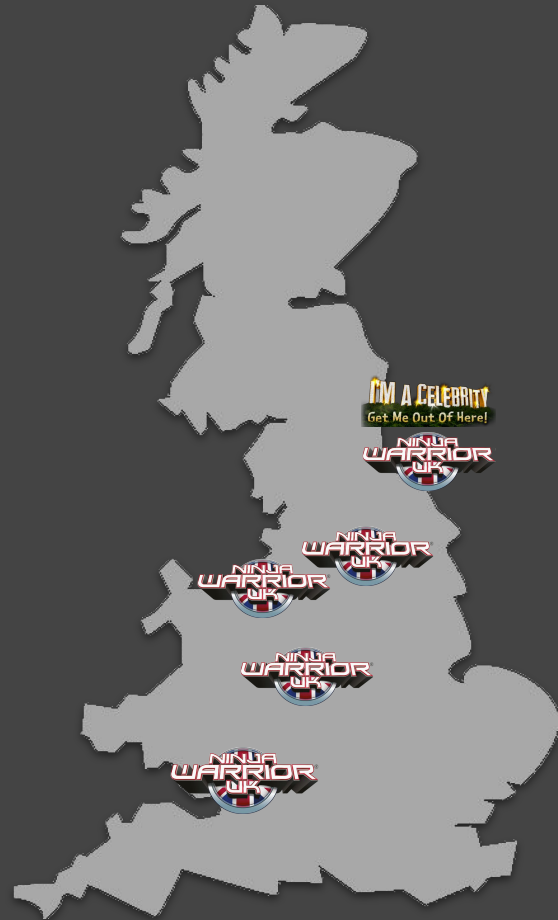 I'M A CELEBRITY
Get Me Out Of Here!
NINJA
WARRIOR
UK
NINJA
WARRIOR
UK
NINJA
WARRIOR
UK
NINJA
WARRIOR
UK
NINJA
WARRIOR
UK